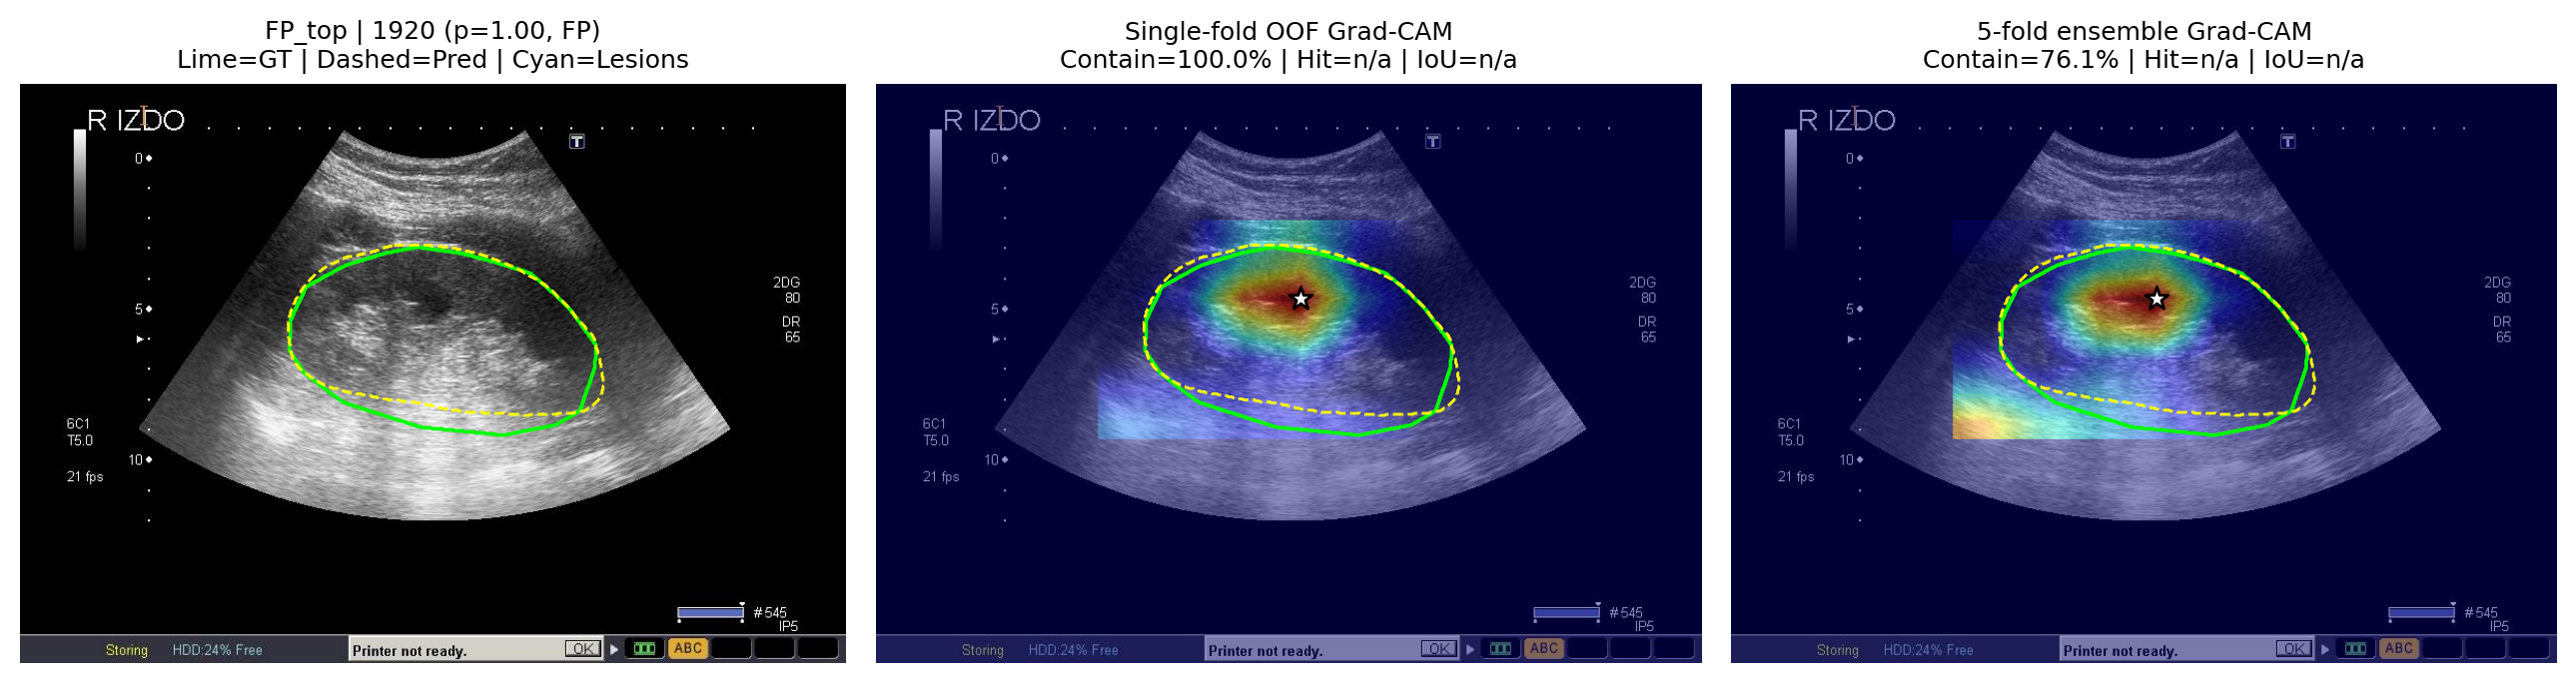 FP_top | 1920 (p=1.00, FP)
Lime=GT | Dashed=Pred | Cyan=Lesions
R IZDO
T
0
5
10
2DG
80
DR
65
6C1
T5.0
21 fps
#545
IP5
Storing HDD:24% Free Printer not ready. OK ABC
Single-fold OOF Grad-CAM
Contain=100.0% | Hit=n/a | IoU=n/a
R IZDO
T
0
5
10
2DG
80
DR
65
6C1
T5.0
21 fps
#545
IP5
Storing HDD:24% Free Printer not ready. OK ABC
5-fold ensemble Grad-CAM
Contain=76.1% | Hit=n/a | IoU=n/a
R IZDO
T
0
5
10
2DG
80
DR
65
6C1
T5.0
21 fps
#545
IP5
Storing HDD:24% Free Printer not ready. OK ABC